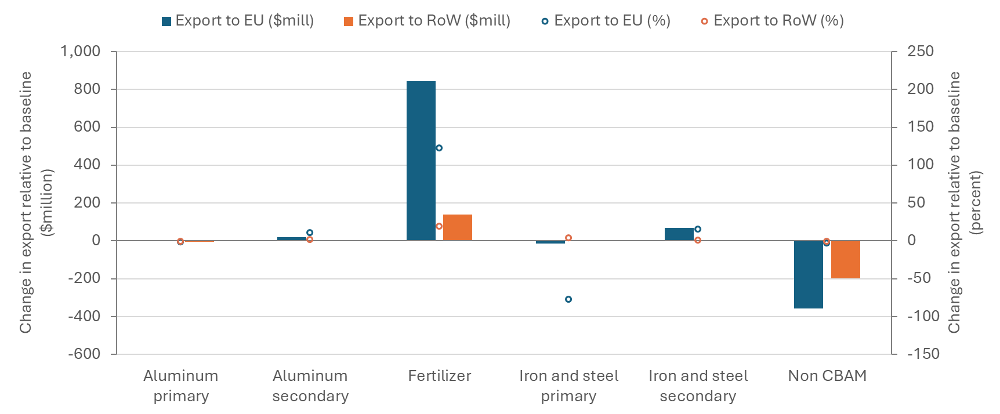 Export to EU ($mill) Export to RoW ($mill) Export to EU (%) Export to RoW (%)
Change in export relative to baseline
($million)
1,000
800
600
400
200
0
-200
-400
-600
250
200
150
100
50
0
-50
-100
-150
Change in export relative to baseline
(percent)
Aluminum
primary
Aluminum
secondary
Fertilizer
Iron and steel
primary
Iron and steel
secondary
Non CBAM